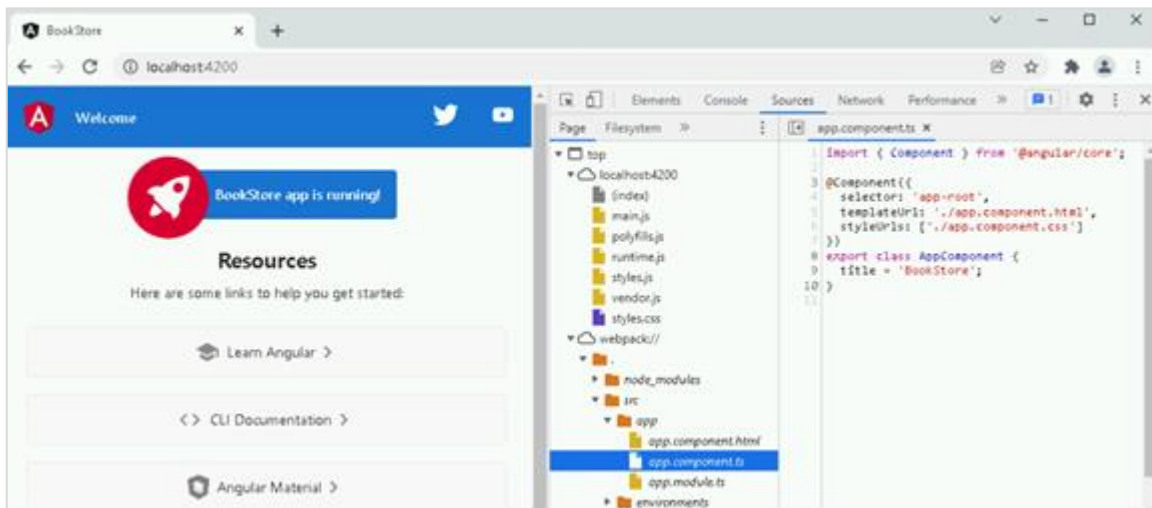 BookStore
localhost:4200
Welcome
BookStore app is running!
Resources
Here are some links to help you get started:
Learn Angular
CLI Documentation
Angular Material
Elements Console Sources Network Performance » 1
Page Filesystem »
top
localhost:4200
(index)
main.js
polyfills.js
runtime.js
styles.js
vendor.js
styles.css
webpack://
.
node_modules
src
app
app.component.html
app.component.ts
app.module.ts
environments
app.component.ts
1 import { Component } from '@angular/core';
2
3 @Component({
4 selector: 'app-root',
5 templateUrl: './app.component.html',
6 styleUrls: ['./app.component.css']
7 })
8 export class AppComponent {
9 title = 'BookStore';
10 }
11